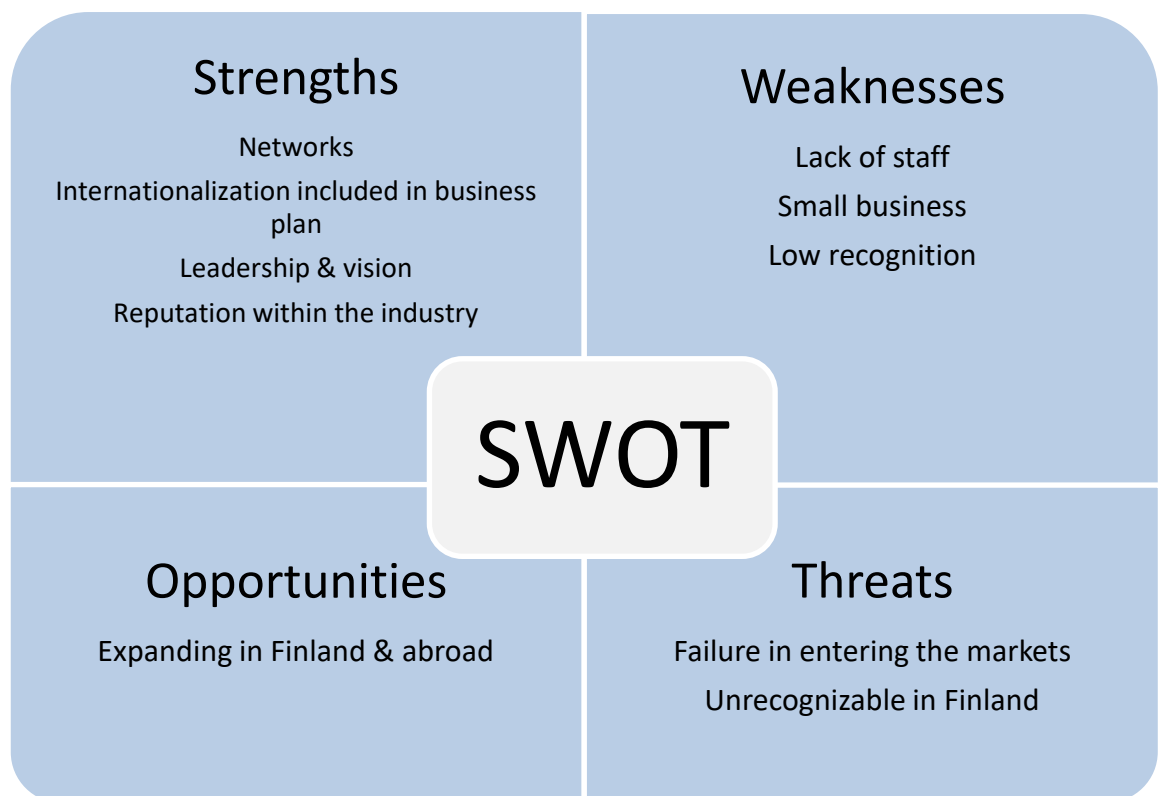 Strengths
Networks
Internationalization included in business
plan
Leadership & vision
Reputation within the industry
Weaknesses
Lack of staff
Small business
Low recognition
SWOT
Opportunities
Expanding in Finland & abroad
Threats
Failure in entering the markets
Unrecognizable in Finland